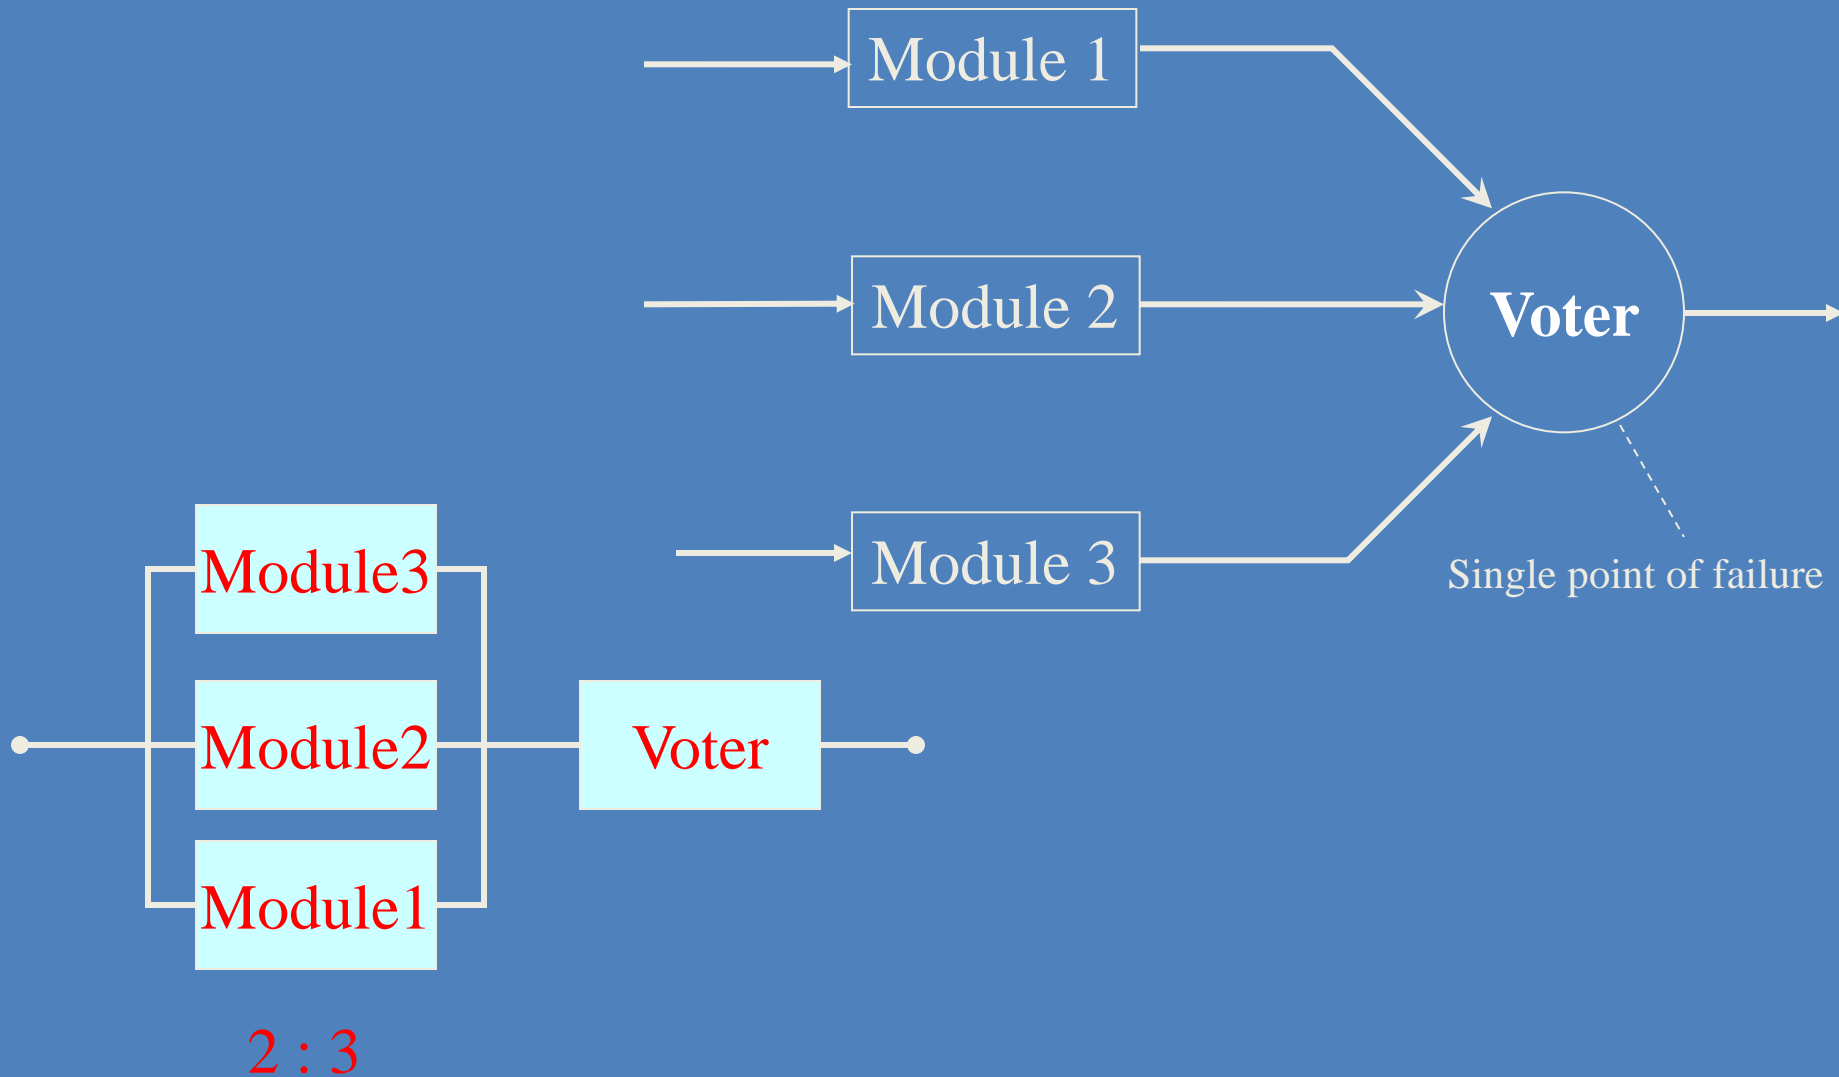 Module 1
Module 2
Voter
Module 3
Single point of failure
Module3
Module2
Voter
Module1
2 : 3